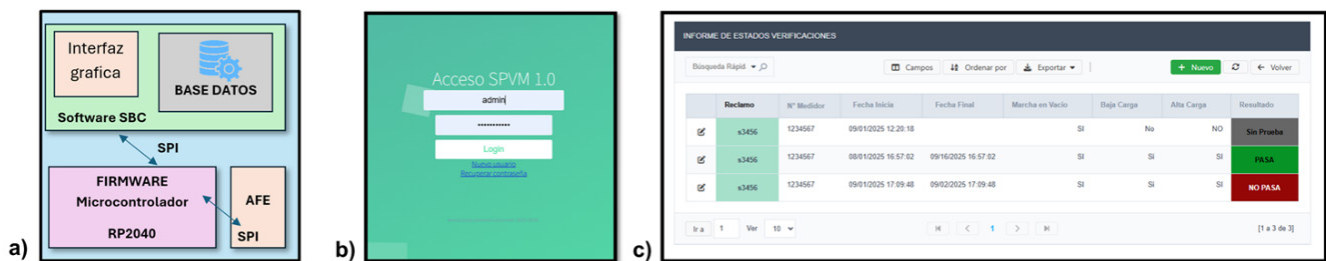 Interfaz
grafica
BASE DATOS
Software SBC
SPI
FIRMWARE
Microcontrolador
RP2040
AFE
SPI
a)
Acceso SPVM 1.0
admin
***********
Login
Nuevo usuario
Recuperar contraseña
b)
INFORME DE ESTADOS VERIFICACIONES
Búsqueda Rápid Campos Ordenar por Exportar + Nuevo Volver
Reclamo Nº Medidor Fecha Inicia Fecha Final Marcha en Vacio Baja Carga Alta Carga Resultado
s3456 1234567 09/01/2025 12:20:18 SI No NO Sin Prueba
s3456 1234567 08/01/2025 16:57:02 09/16/2025 16:57:02 SI Si SI PASA
s3456 1234567 09/01/2025 17:09:48 09/02/2025 17:09:48 SI Si SI NO PASA
Ir a 1 Ver 10 1 [1 a 3 de 3]
c)